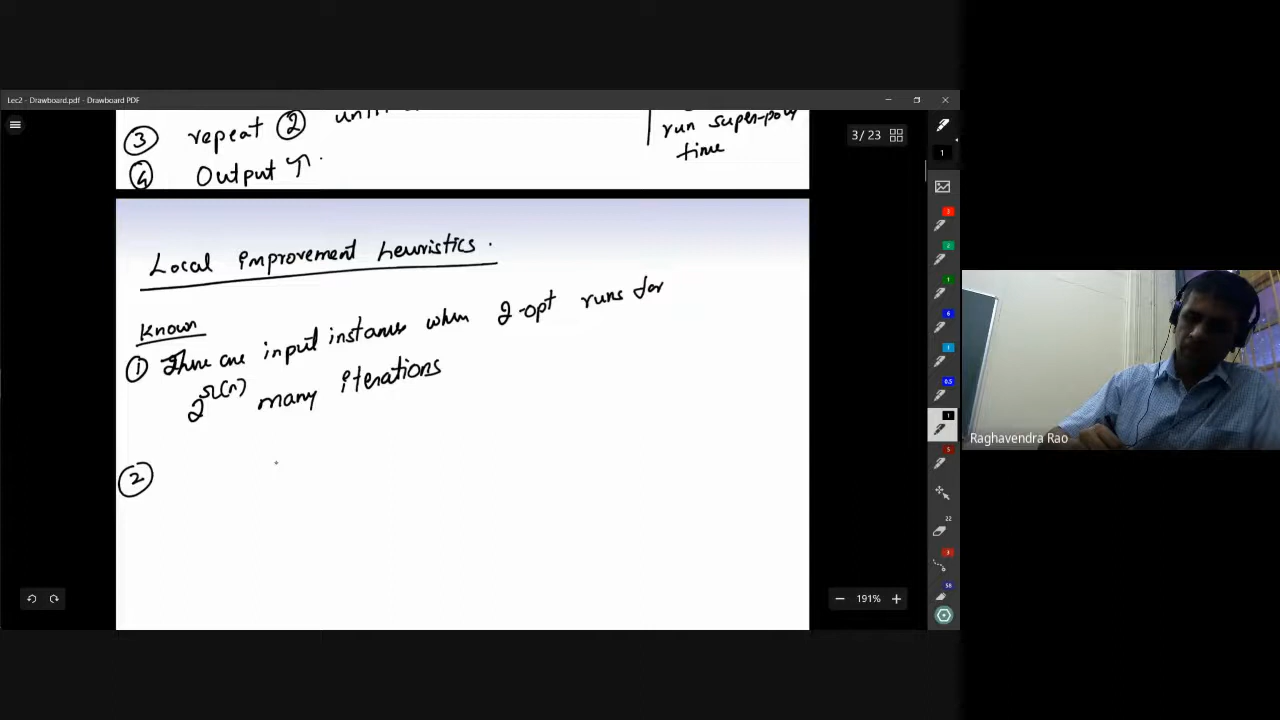 Lec2 - Drawboard.pdf - Drawboard PDF
3 repeat 2
run super-poly
time
3 / 23
4 Output
Local improvement heuristics.
Known
1 There are input instances when 2-opt runs for
2^Ω(n) many iterations
2
Raghavendra Rao
191%